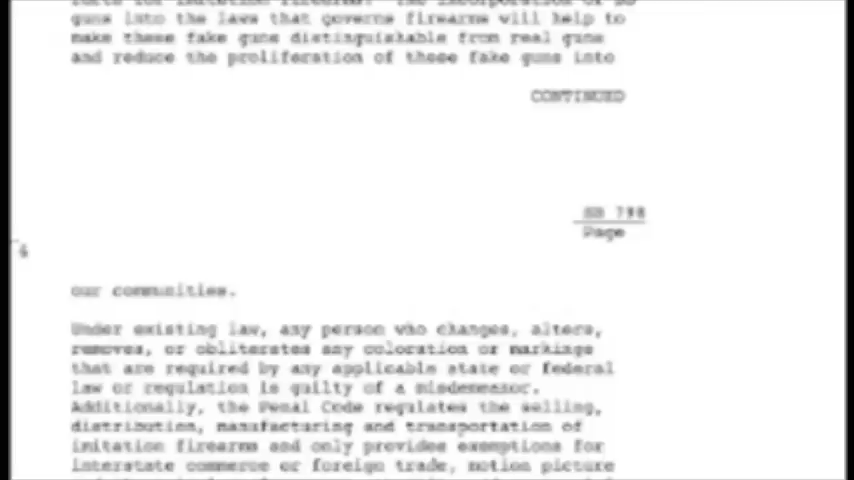 guns into the laws that governs firearms will help to
make these fake guns distinguishable from real guns
and reduce the proliferation of these fake guns into
CONTINUED
SB 798
Page
6
our communities.
Under existing law, any person who changes, alters,
removes, or obliterates any coloration or markings
that are required by any applicable state or federal
law or regulation is guilty of a misdemeanor.
Additionally, the Penal Code regulates the selling,
distribution, manufacturing and transportation of
imitation firearms and only provides exemptions for
interstate commerce or foreign trade, motion picture